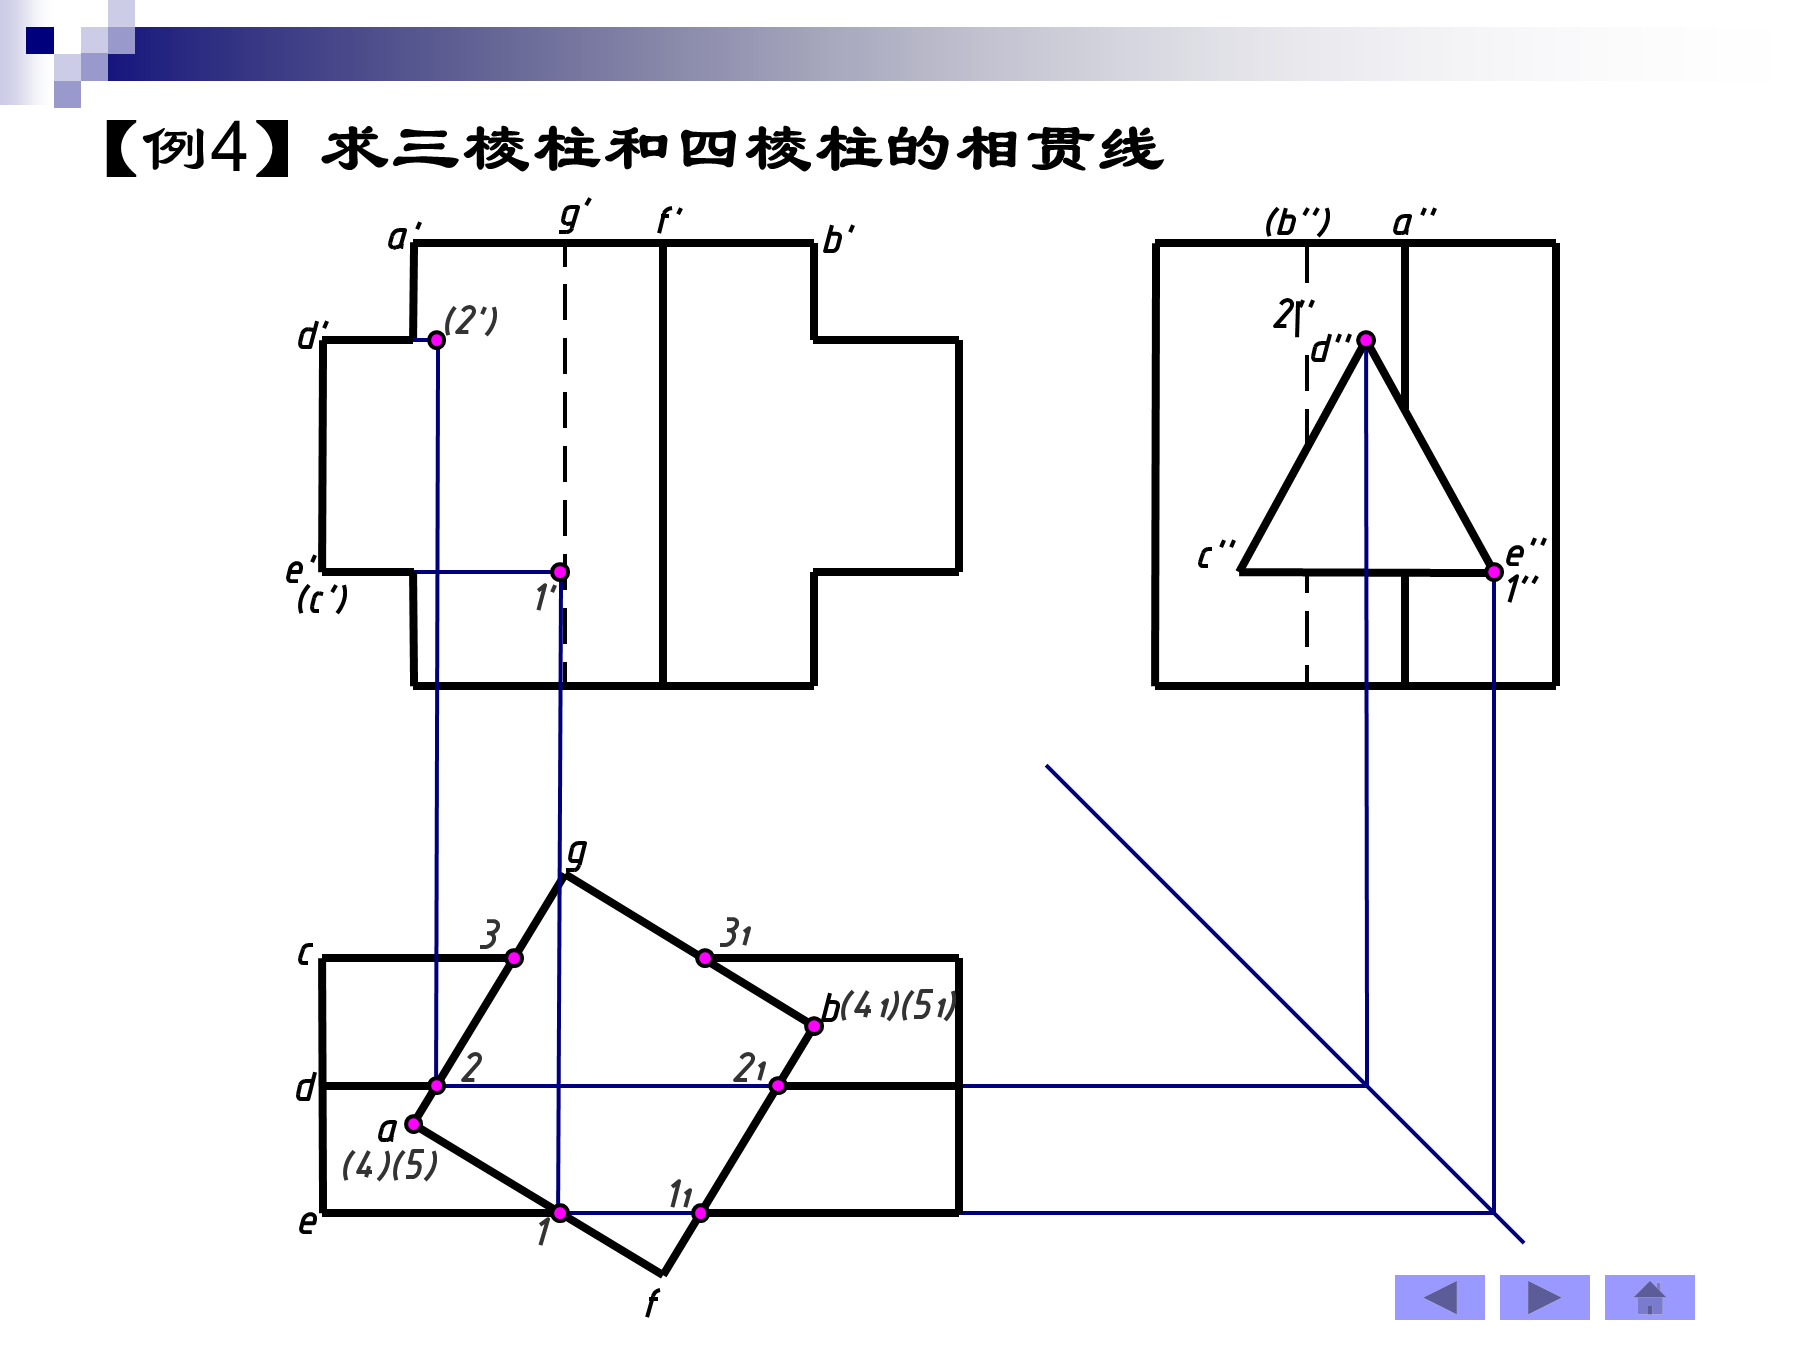 【例4】求三棱柱和四棱柱的相贯线
a' g' f' b' (b'') a''
d' (2') 2'' d''
e' 1' c'' e''
(c') 1''
g
c 3 3₁
b(4₁)(5₁)
d 2 2₁
a
(4)(5)
e 1 1₁
f